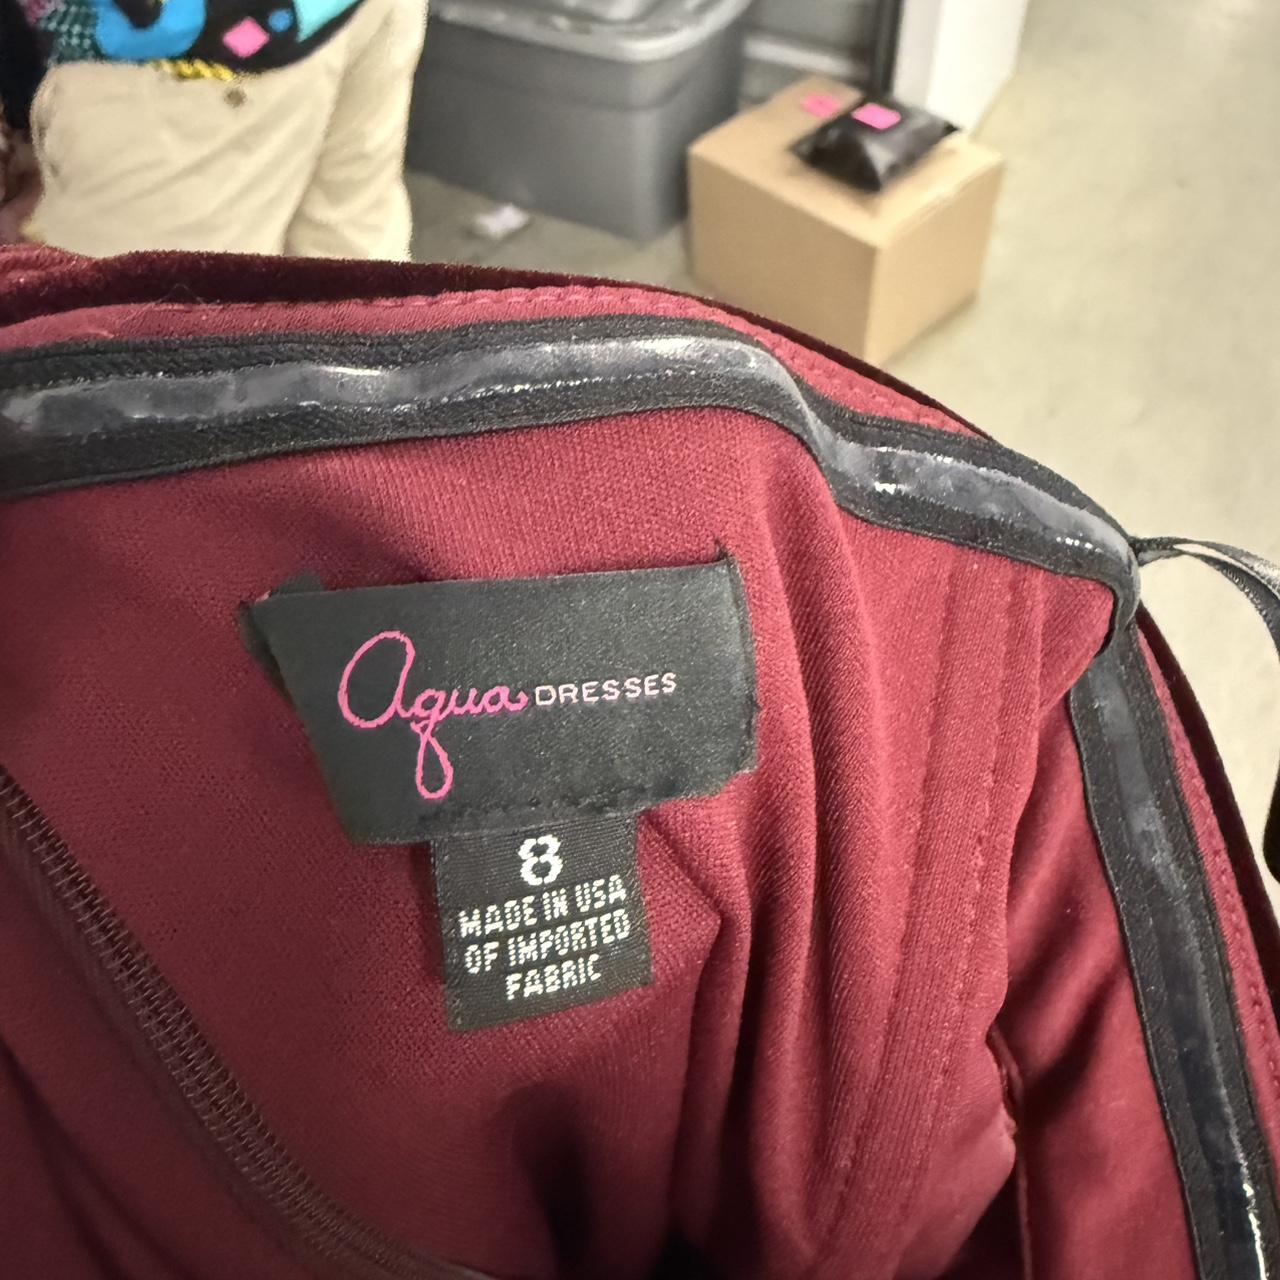 Aqua DRESSES
8
MADE IN USA
OF IMPORTED
FABRIC